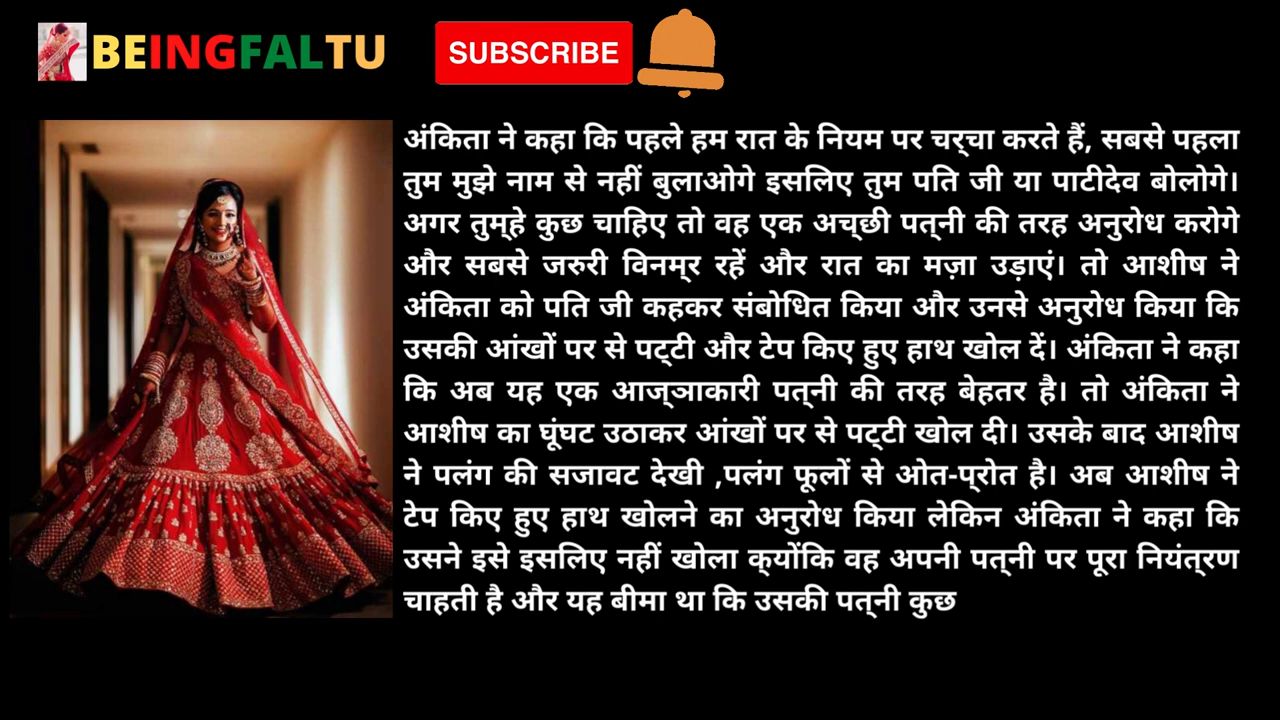 BEINGFALTU
SUBSCRIBE
अंकिता ने कहा कि पहले हम रात के नियम पर चर्चा करते हैं, सबसे पहला
तुम मुझे नाम से नहीं बुलाओगे इसलिए तुम पति जी या पाटीदेव बोलोगे।
अगर तुम्हे कुछ चाहिए तो वह एक अच्छी पत्नी की तरह अनुरोध करोगे
और सबसे जरुरी विनम्र रहें और रात का मज़ा उड़ाएं। तो आशीष ने
अंकिता को पति जी कहकर संबोधित किया और उनसे अनुरोध किया कि
उसकी आंखों पर से पट्टी और टेप किए हुए हाथ खोल दें। अंकिता ने कहा
कि अब यह एक आज्ञाकारी पत्नी की तरह बेहतर है। तो अंकिता ने
आशीष का घूंघट उठाकर आंखों पर से पट्टी खोल दी। उसके बाद आशीष
ने पलंग की सजावट देखी ,पलंग फूलों से ओत-प्रोत है। अब आशीष ने
टेप किए हुए हाथ खोलने का अनुरोध किया लेकिन अंकिता ने कहा कि
उसने इसे इसलिए नहीं खोला क्योंकि वह अपनी पत्नी पर पूरा नियंत्रण
चाहती है और यह बीमा था कि उसकी पत्नी कुछ